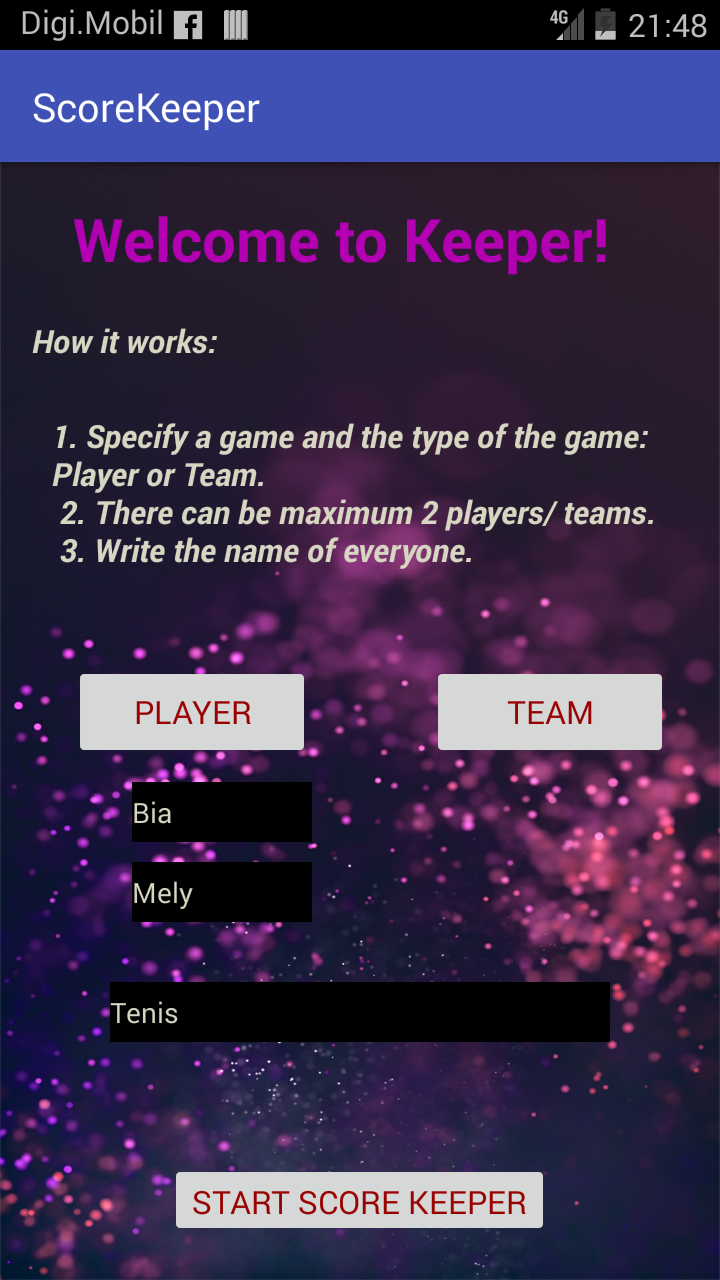 Digi.Mobil 4G 21:48
ScoreKeeper
Welcome to Keeper!
How it works:
1. Specify a game and the type of the game:
Player or Team.
2. There can be maximum 2 players/ teams.
3. Write the name of everyone.
PLAYER TEAM
Bia
Mely
Tenis
START SCORE KEEPER